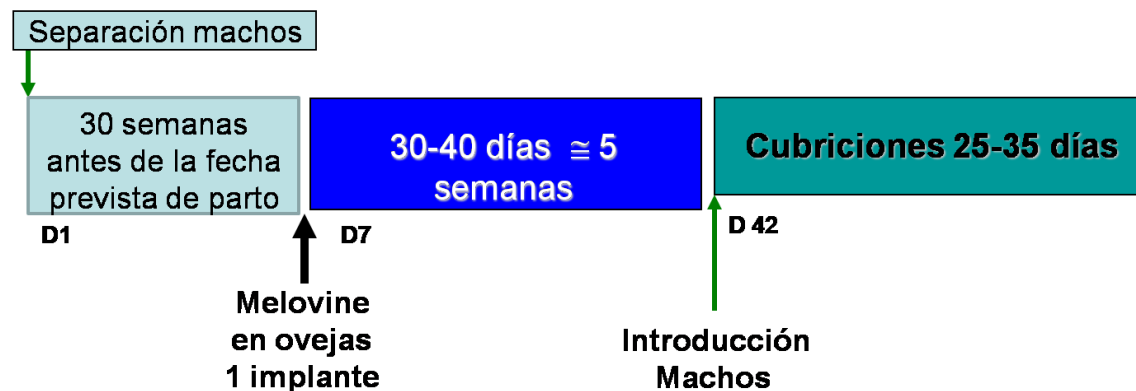 Separación machos
30 semanas
antes de la fecha
prevista de parto
30-40 días ≅ 5
semanas
Cubriciones 25-35 días
D1
D7
D 42
Melovine
en ovejas
1 implante
Introducción
Machos